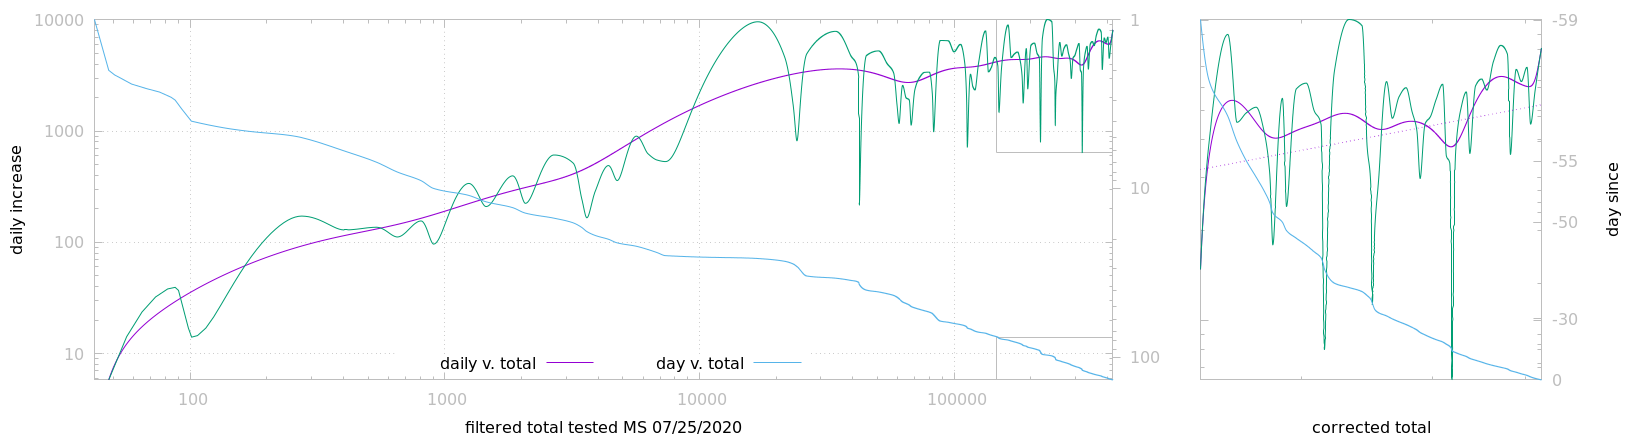 10000
1000
100
10
daily increase
100
1000
10000
100000
filtered total tested MS 07/25/2020
daily v. total
day v. total
1
10
100
-59
-55
-50
-30
0
day since
corrected total